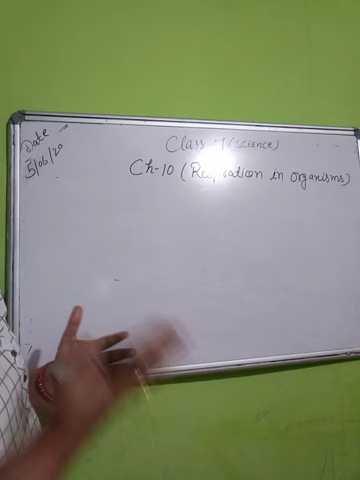 Date
5/06/20
Class (Science)
Ch-10 (Respiration in organisms)